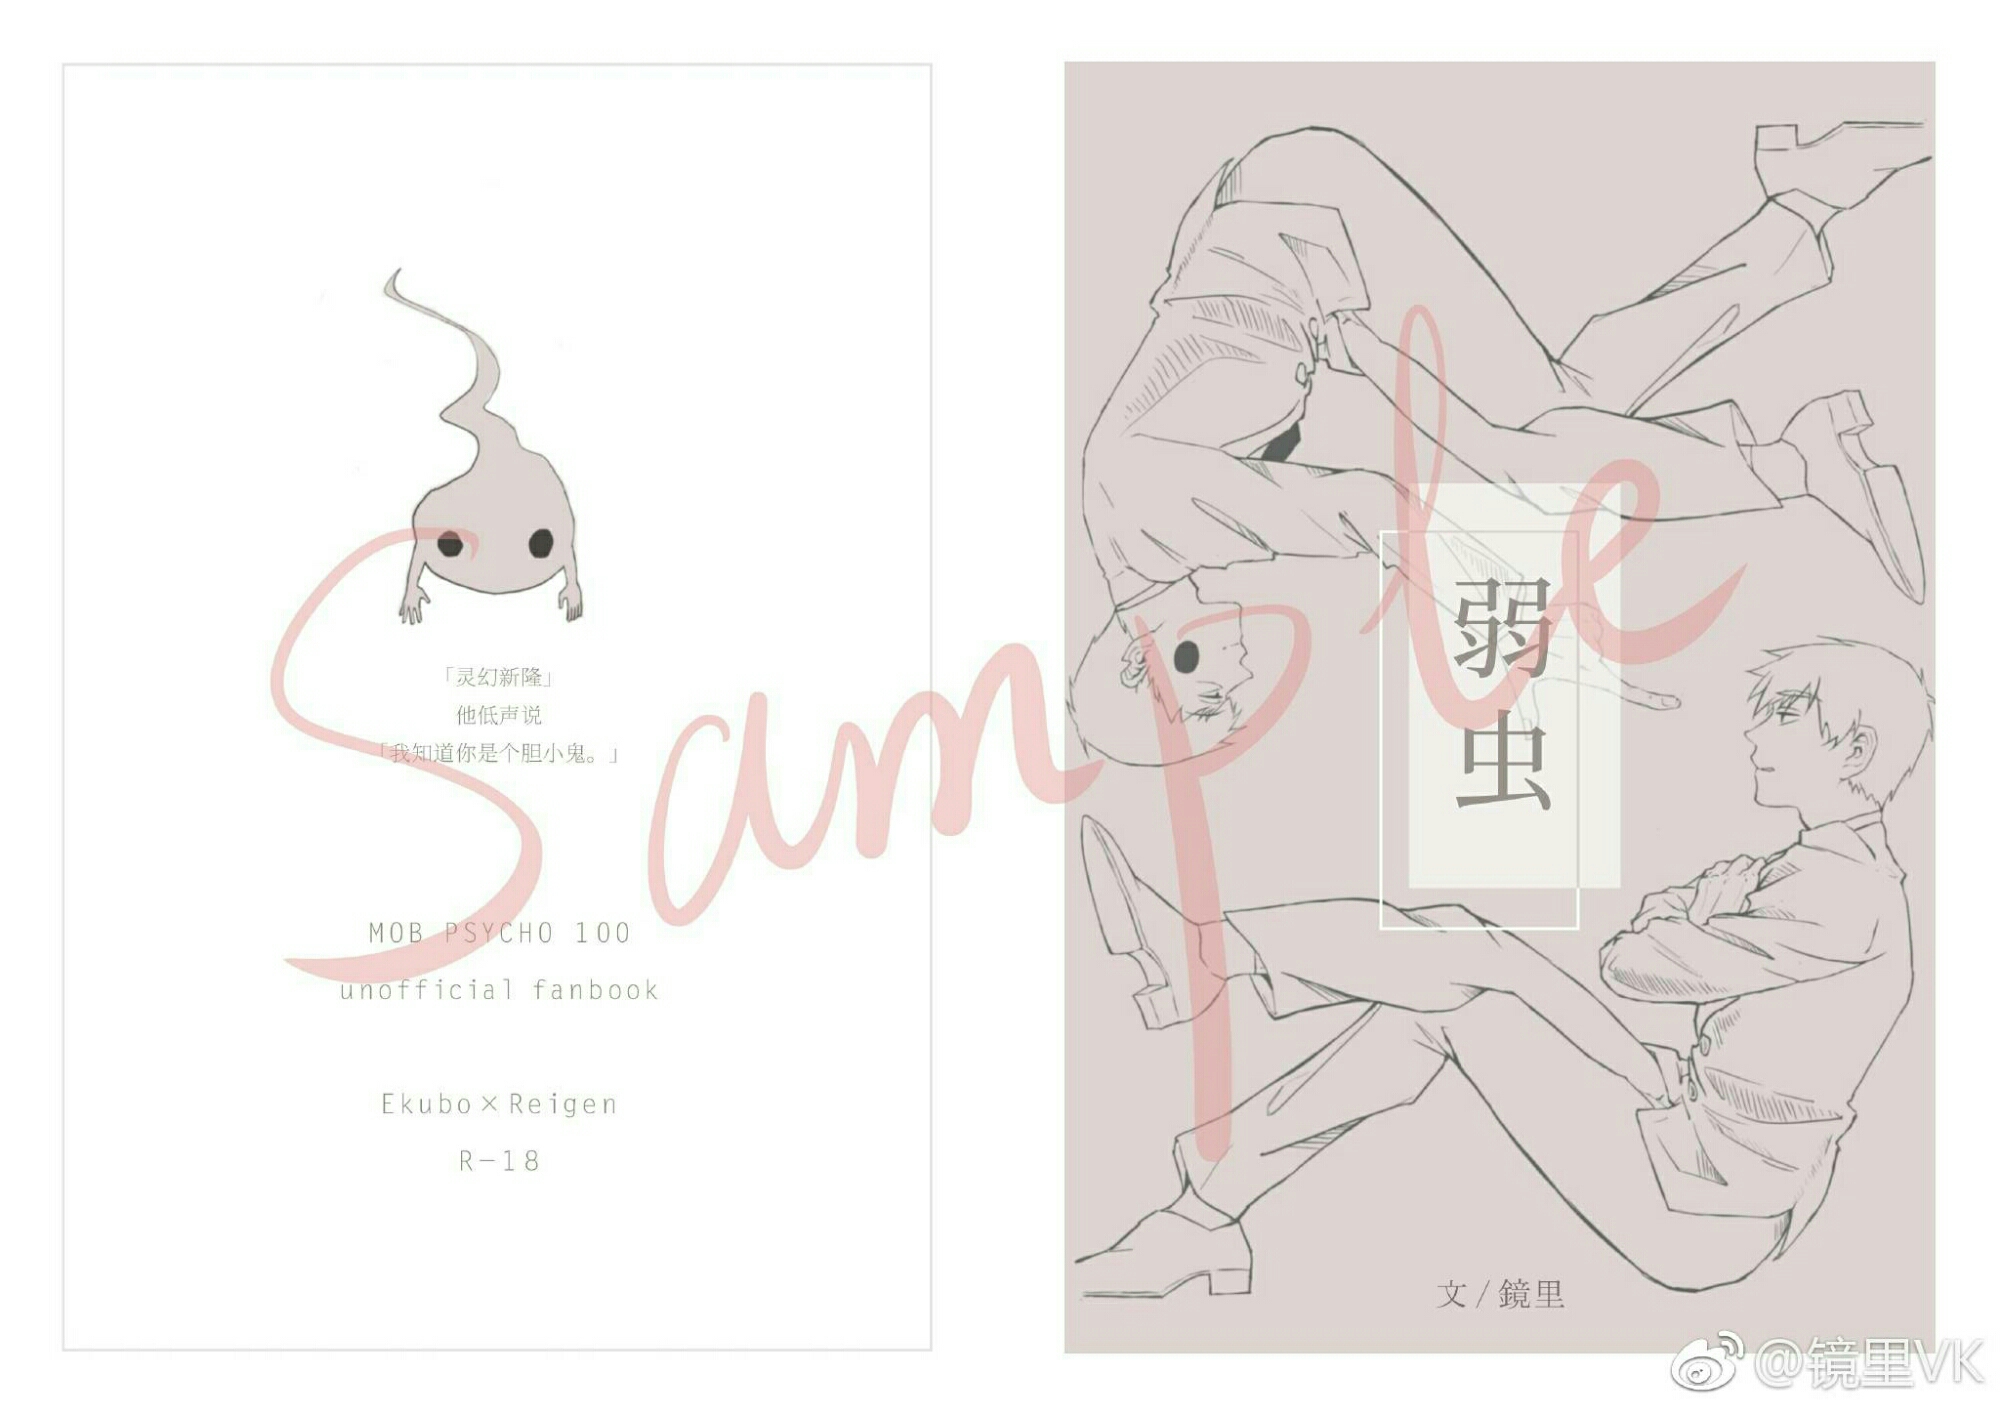 「灵幻新隆」
他低声说
「我知道你是个胆小鬼。」
MOB PSYCHO 100
unofficial fanbook
Ekubo×Reigen
R-18
Sample
弱虫
文/鏡里
@镜里VK